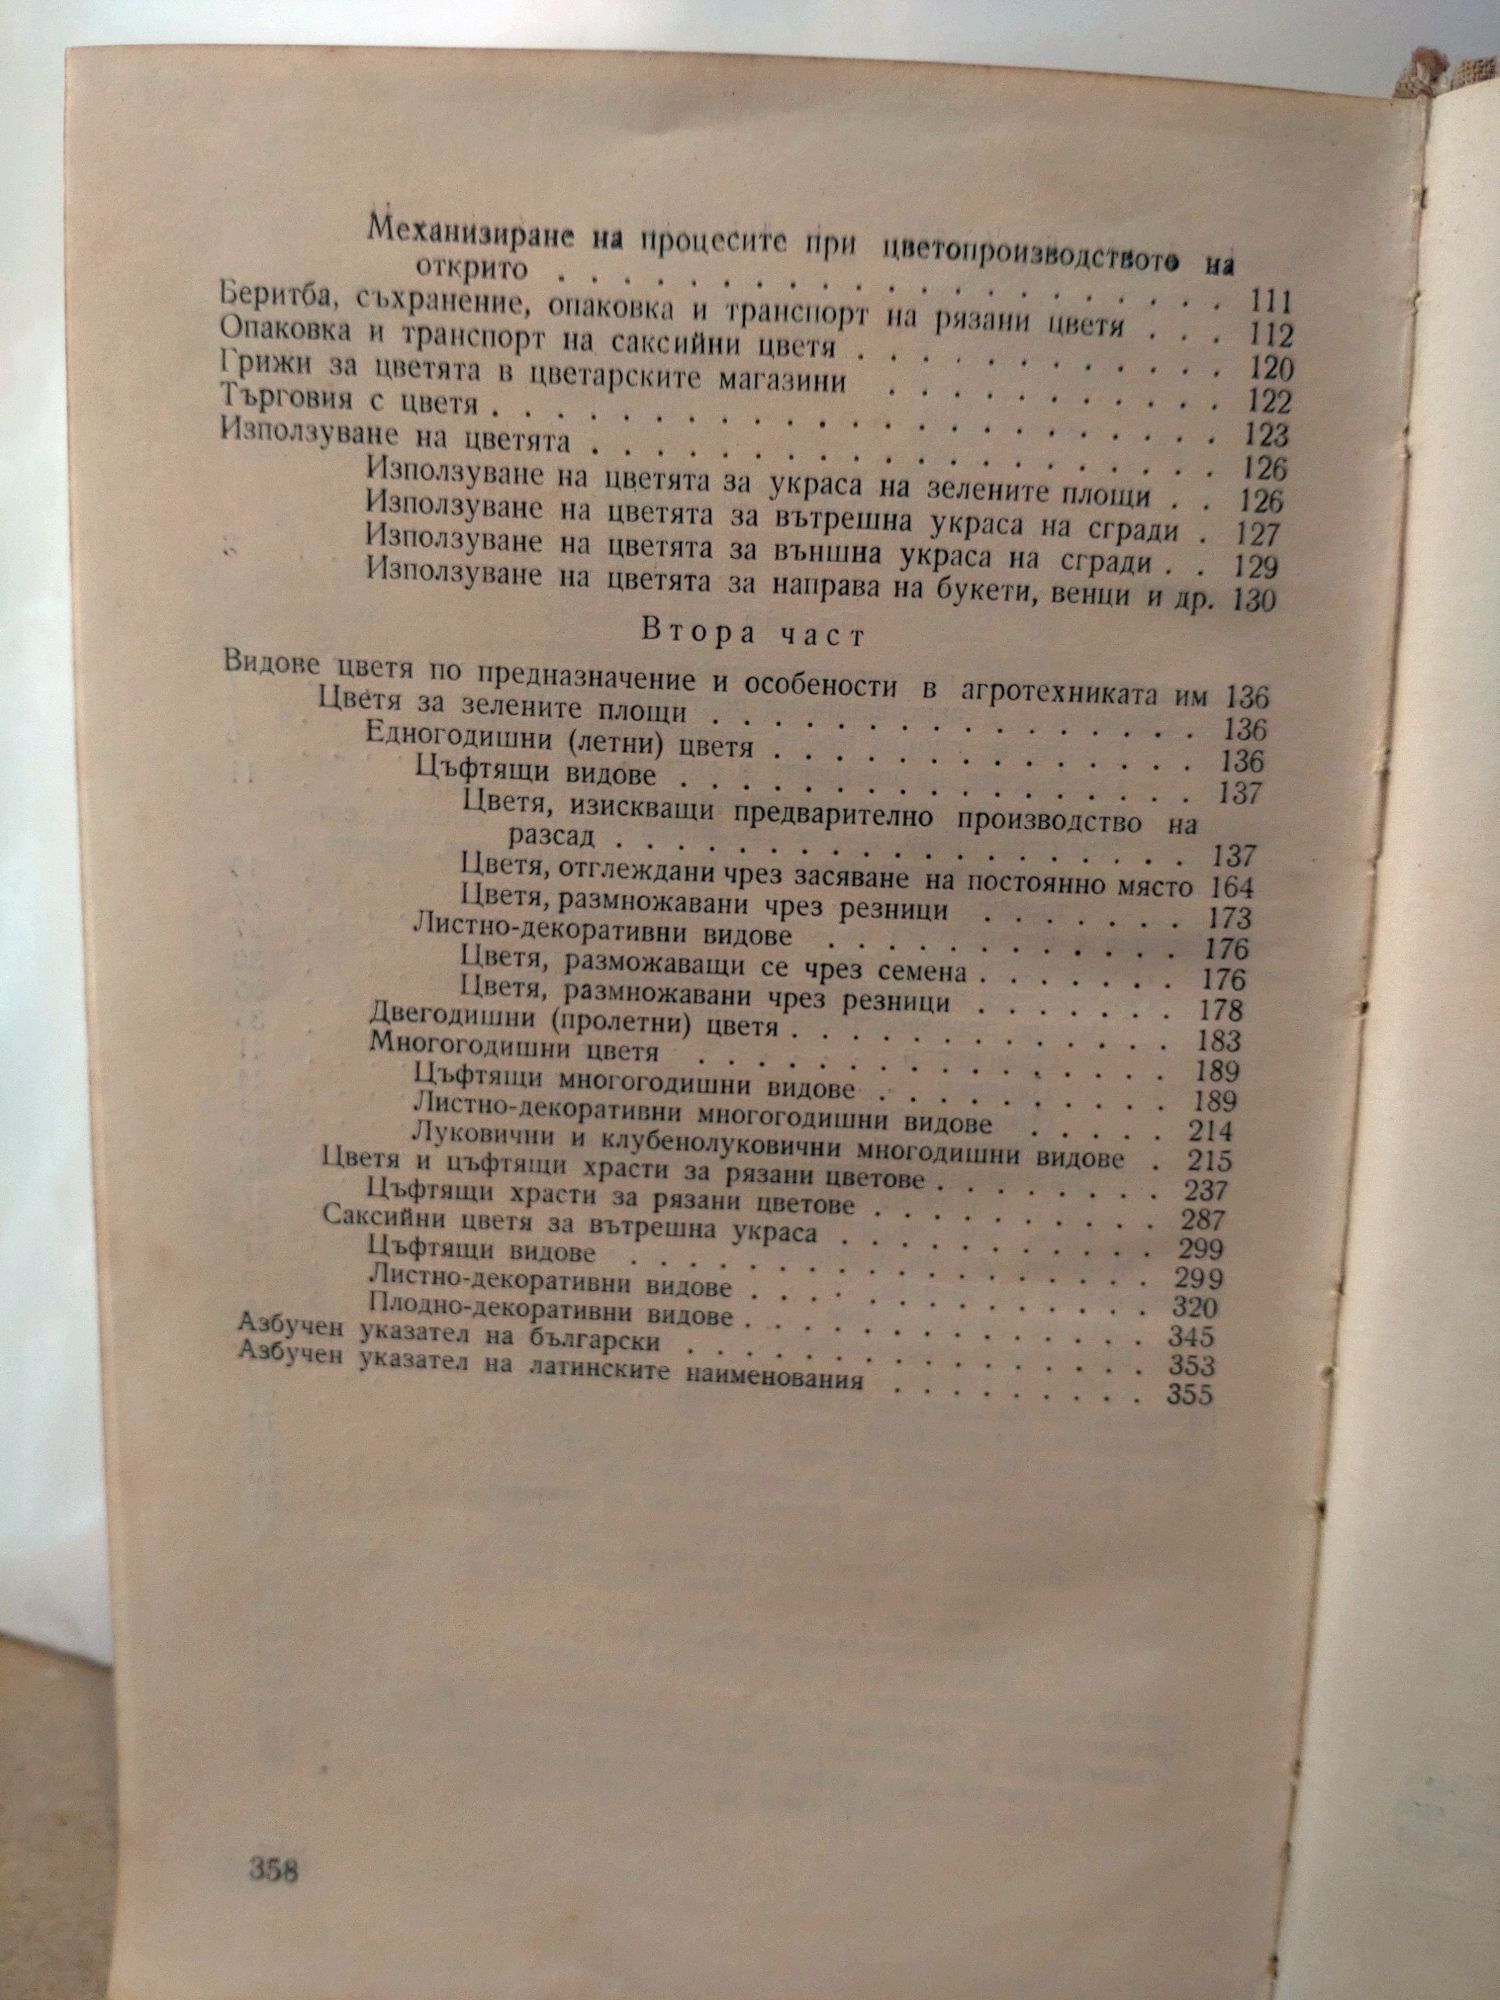 Механизиране на процесите при цветопроизводството на
открито . . . . . . . . . . . . . . . . . . . . 111
Беритба, съхранение, опаковка и транспорт на рязани цветя . . . 112
Опаковка и транспорт на саксийни цветя . . . . . . . . . . . . 120
Грижи за цветята в цветарските магазини . . . . . . . . . . . 122
Търговия с цветя . . . . . . . . . . . . . . . . . . . . . . . 123
Използуване на цветята . . . . . . . . . . . . . . . . . . . . 126
Използуване на цветята за украса на зелените площи . . 126
Използуване на цветята за вътрешна украса на сгради . 127
Използуване на цветята за външна украса на сгради . . 129
Използуване на цветята за направа на букети, венци и др. 130
Втора част
Видове цветя по предназначение и особености в агротехниката им 136
Цветя за зелените площи . . . . . . . . . . . . . . . . 136
Едногодишни (летни) цветя . . . . . . . . . . . . . . 136
Цъфтящи видове . . . . . . . . . . . . . . . . . 137
Цветя, изискващи предварително производство на
разсад . . . . . . . . . . . . . . . . . . . 137
Цветя, отглеждани чрез засяване на постоянно място 164
Цветя, размножавани чрез резници . . . . . . . 173
Листно-декоративни видове . . . . . . . . . . . . 176
Цветя, разможаващи се чрез семена . . . . . . . 176
Цветя, размножавани чрез резници . . . . . . . 178
Двегодишни (пролетни) цветя . . . . . . . . . . . . . 183
Многогодишни цветя . . . . . . . . . . . . . . . . 189
Цъфтящи многогодишни видове . . . . . . . . . . 189
Листно-декоративни многогодишни видове . . . . . 214
Луковични и клубенолуковични многодишни видове . 215
Цветя и цъфтящи храсти за рязани цветове . . . . . . . . 237
Цъфтящи храсти за рязани цветове . . . . . . . . . . 287
Саксийни цветя за вътрешна украса . . . . . . . . . . . 299
Цъфтящи видове . . . . . . . . . . . . . . . . . . 299
Листно-декоративни видове . . . . . . . . . . . . . . 320
Плодно-декоративни видове . . . . . . . . . . . . . . 345
Азбучен указател на български . . . . . . . . . . . . . . . . 353
Азбучен указател на латинските наименования . . . . . . . . . 355
358